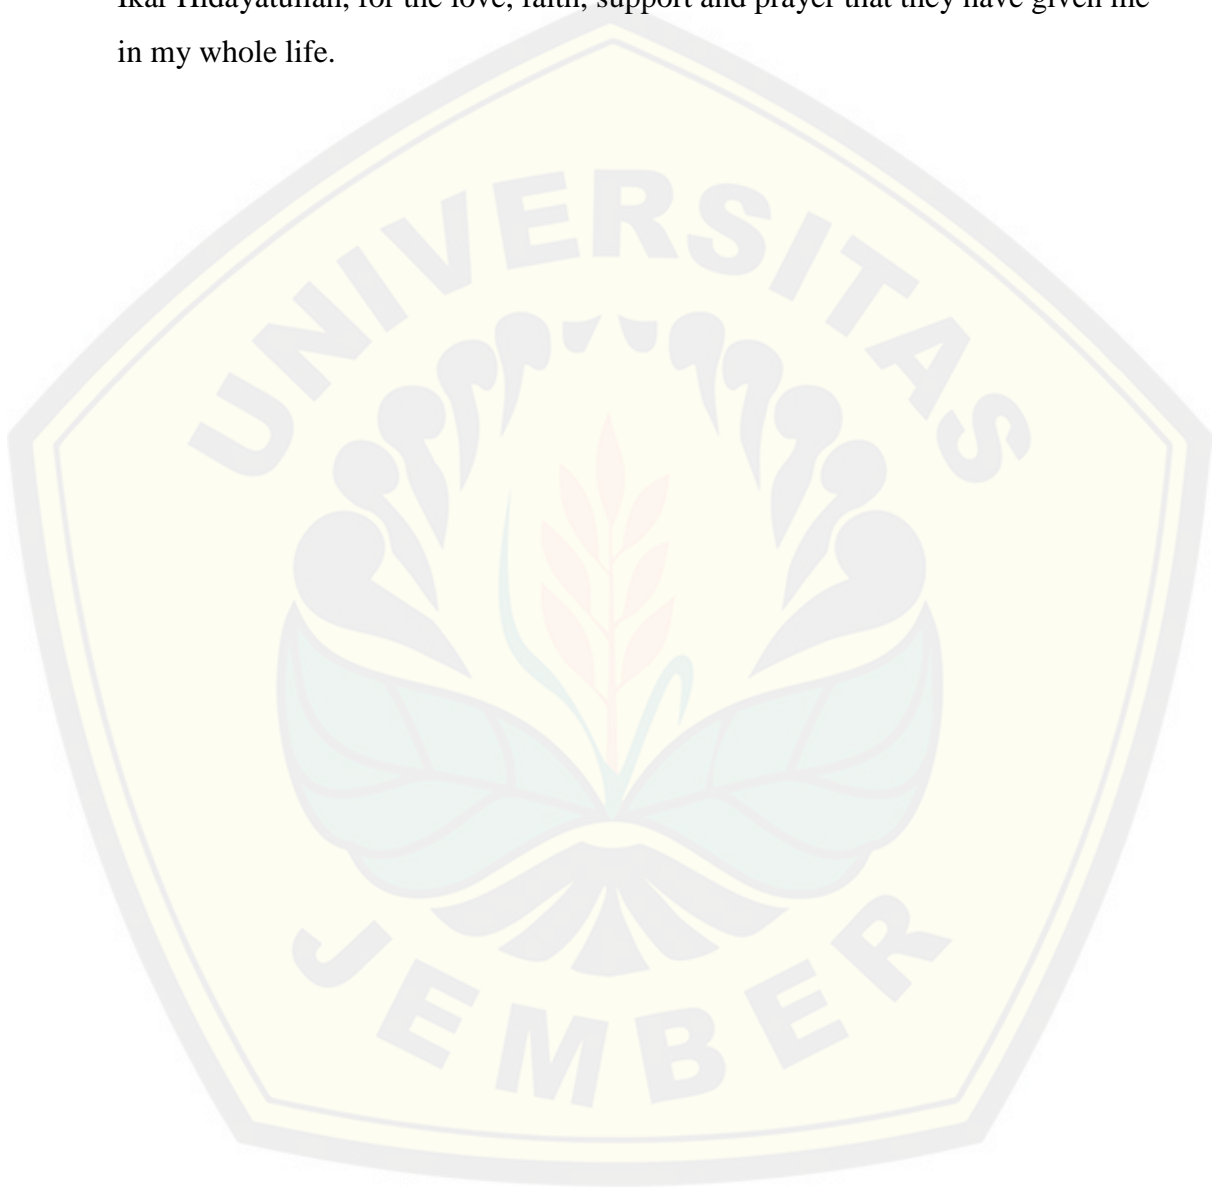 Hidayatullah, for the love, faith, support and prayer that they have given me
in my whole life.
UNIVERSITAS
JEMBER